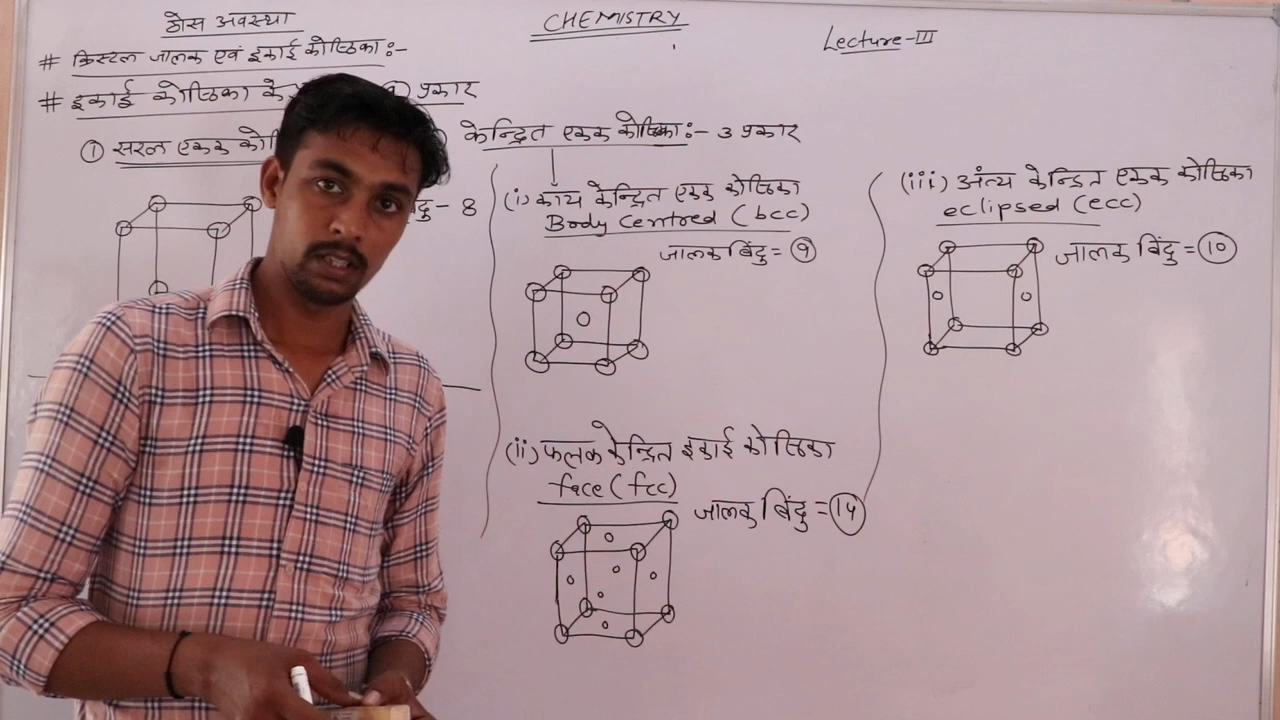 ठोस अवस्था
CHEMISTRY
Lecture-III
# क्रिस्टल जालक एवं इकाई कोष्ठिका :-
# इकाई कोष्ठिका के प्रकार
① सरल एकक
केन्द्रित एकक कोष्ठिका :- 3 प्रकार
- 8
(i) काय केन्द्रित एकक कोष्ठिका
Body Centred (bcc)
जालक बिंदु = 9
(ii) फलक केन्द्रित इकाई कोष्ठिका
face (fcc)
जालक बिंदु = 14
(iii) अंत्य केन्द्रित एकक कोष्ठिका
eclipsed (ecc)
जालक बिंदु = 10